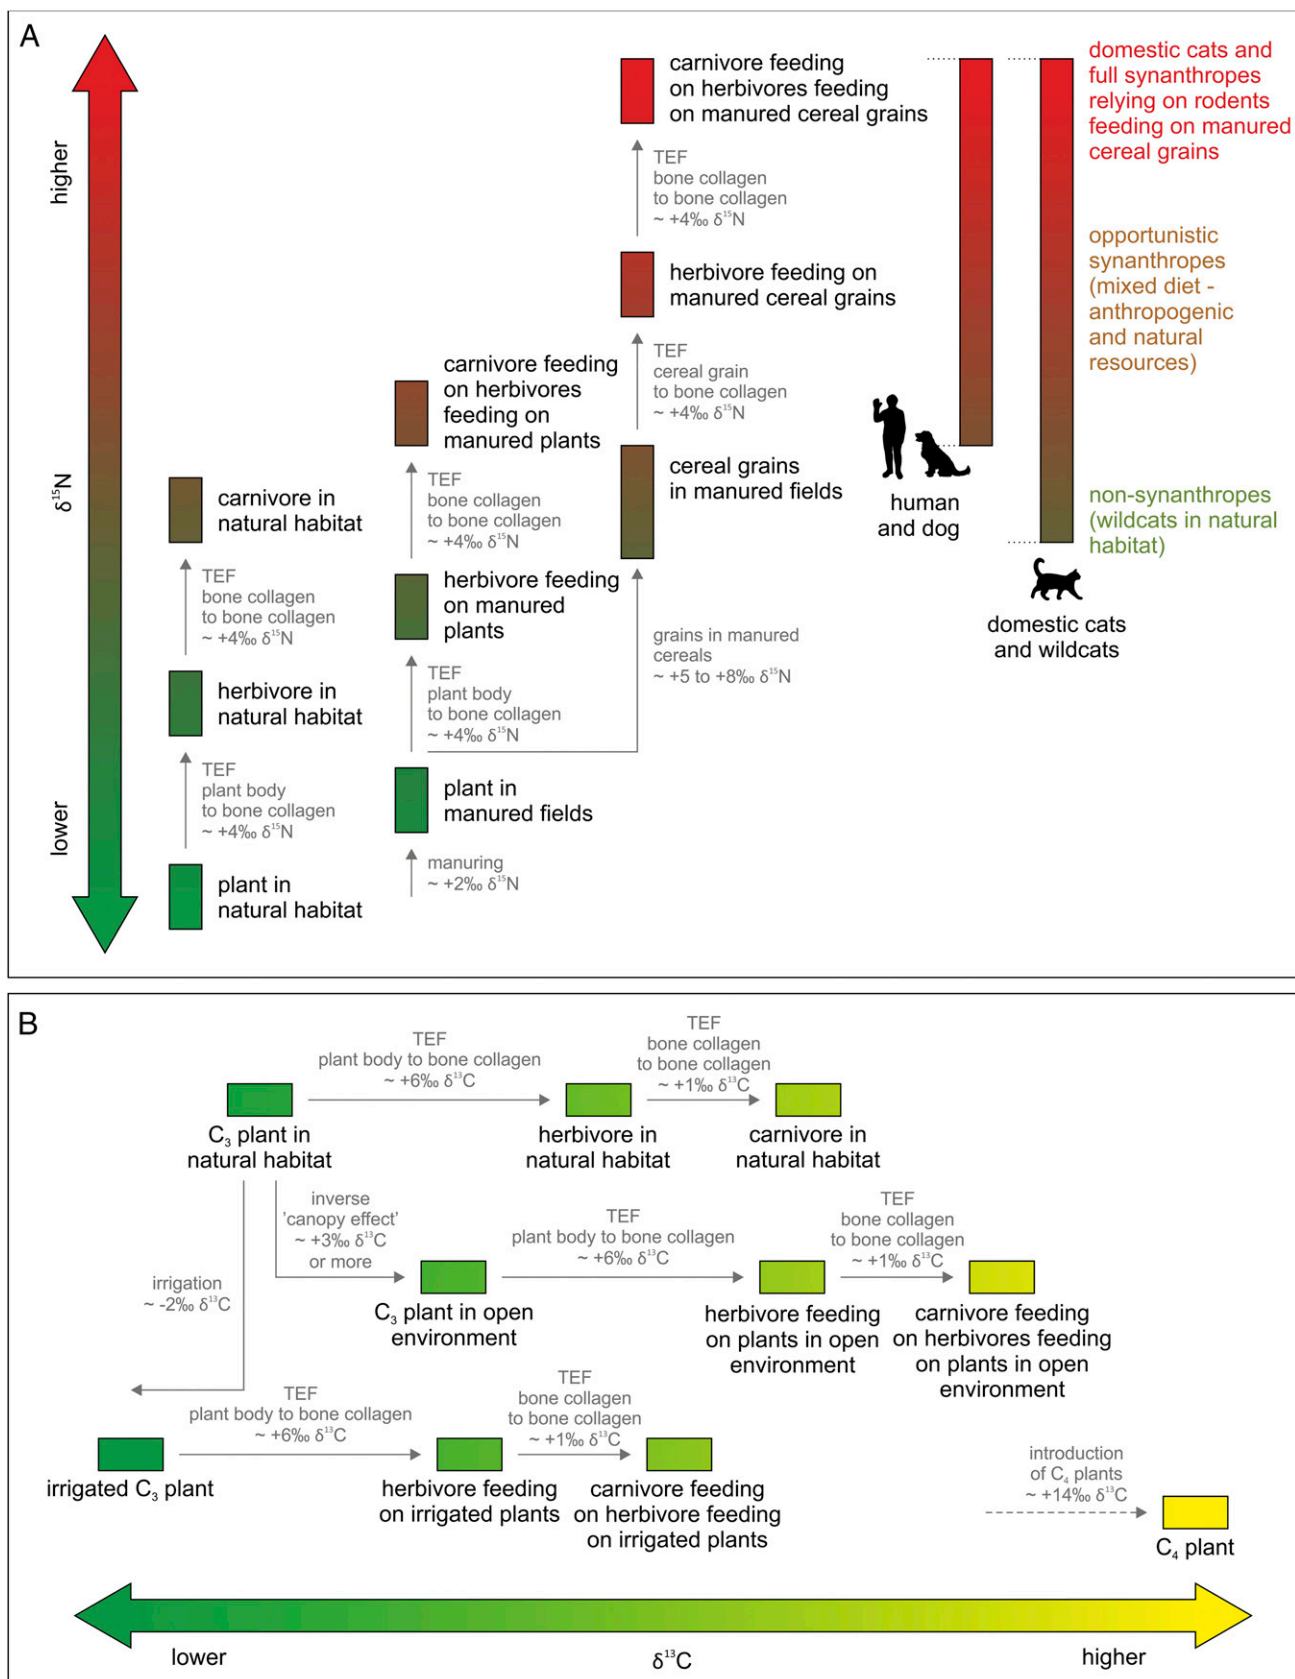 A
higher
δ¹⁵N
lower
carnivore in
natural habitat
TEF
bone collagen
to bone collagen
~ +4‰ δ¹⁵N
herbivore in
natural habitat
TEF
plant body
to bone collagen
~ +4‰ δ¹⁵N
plant in
natural habitat
carnivore feeding
on herbivores
feeding on
manured plants
TEF
bone collagen
to bone collagen
~ +4‰ δ¹⁵N
herbivore feeding
on manured
plants
TEF
plant body
to bone collagen
~ +4‰ δ¹⁵N
plant in
manured fields
manuring
~ +2‰ δ¹⁵N
carnivore feeding
on herbivores feeding
on manured cereal grains
TEF
bone collagen
to bone collagen
~ +4‰ δ¹⁵N
herbivore feeding on
manured cereal grains
TEF
cereal grain
to bone collagen
~ +4‰ δ¹⁵N
cereal grains
in manured fields
grains in manured
cereals
~ +5 to +8‰ δ¹⁵N
human
and dog
domestic cats
and wildcats
domestic cats and
full synanthropes
relying on rodents
feeding on manured
cereal grains
opportunistic
synanthropes
(mixed diet -
anthropogenic
and natural
resources)
non-synanthropes
(wildcats in natural
habitat)
B
TEF
plant body to bone collagen
~ +6‰ δ¹³C
TEF
bone collagen
to bone collagen
~ +1‰ δ¹³C
C₃ plant in
natural habitat
herbivore in
natural habitat
carnivore in
natural habitat
inverse
'canopy effect'
~ +3‰ δ¹³C
or more
TEF
plant body to bone collagen
~ +6‰ δ¹³C
TEF
bone collagen
to bone collagen
~ +1‰ δ¹³C
irrigation
~ -2‰ δ¹³C
C₃ plant in open
environment
herbivore feeding
on plants in open
environment
carnivore feeding
on herbivores feeding
on plants in open
environment
TEF
plant body to bone collagen
~ +6‰ δ¹³C
TEF
bone collagen
to bone collagen
~ +1‰ δ¹³C
irrigated C₃ plant
herbivore feeding
on irrigated plants
carnivore feeding
on herbivore feeding
on irrigated plants
introduction
of C₄ plants
~ +14‰ δ¹³C
C₄ plant
lower
δ¹³C
higher